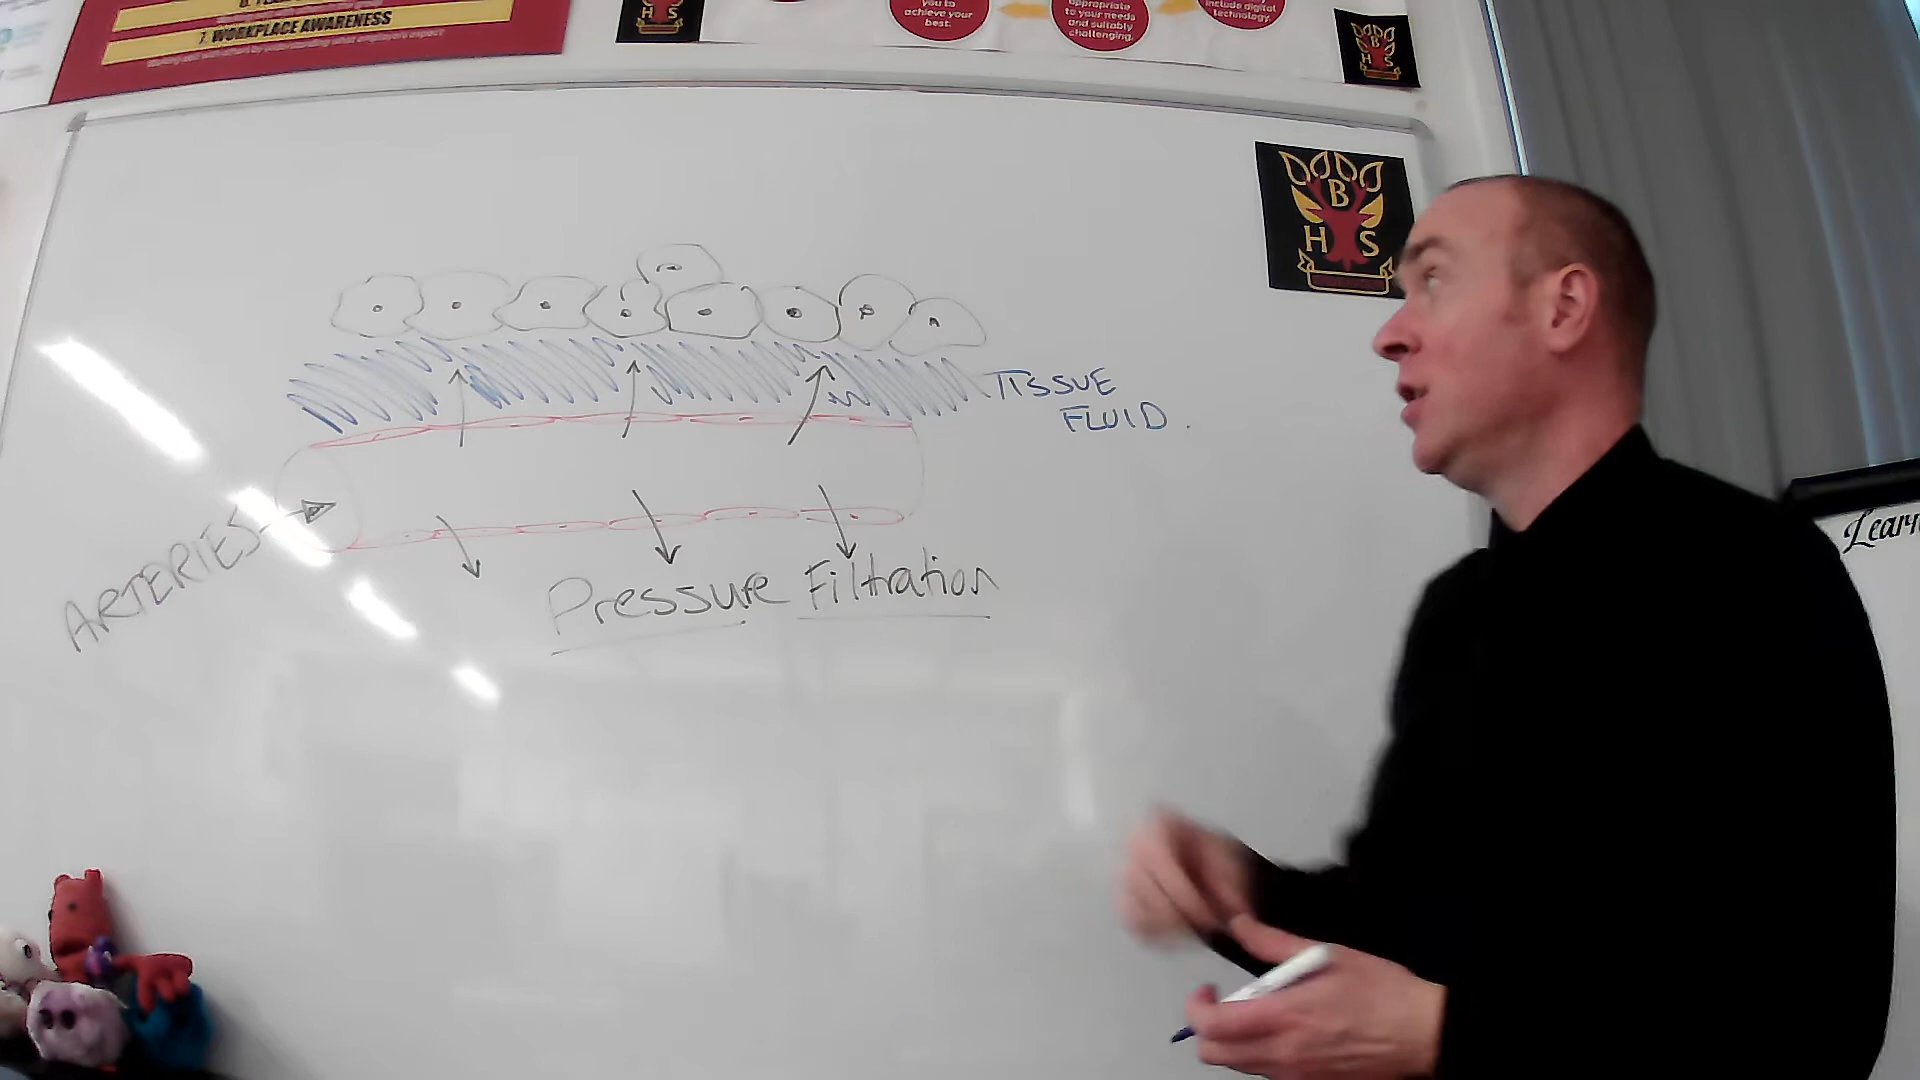 7. WORKPLACE AWARENESS
H S
you to
achieve your
best.
appropriate
to your needs
and suitably
challenging.
include digital
technology.
B
H S
B
H S
TISSUE
FLUID.
ARTERIES
Pressure Filtration
Learn